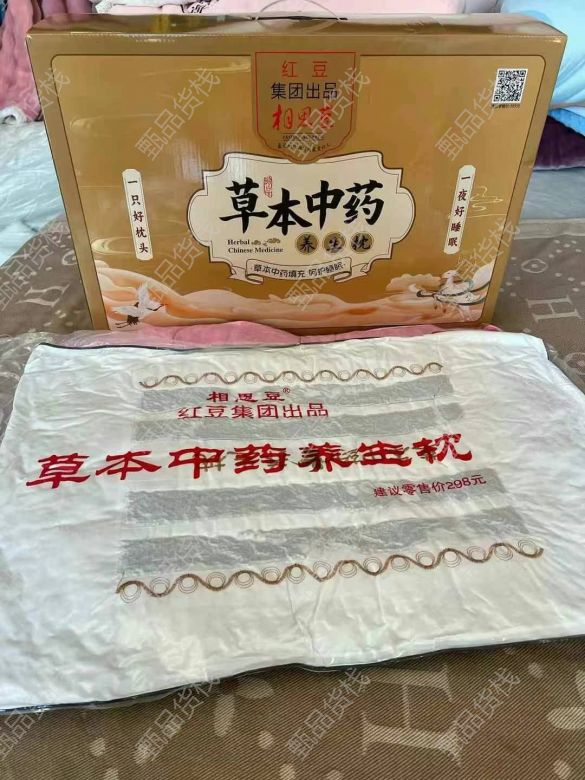 红豆
集团出品
相思豆
一只好枕头
一夜好睡眠
草本中药
Herbal
Chinese Medicine
养生枕
草本中药填充 呵护睡眠
相思豆®
红豆集团出品
草本中药养生枕
建议零售价298元
甄品货栈